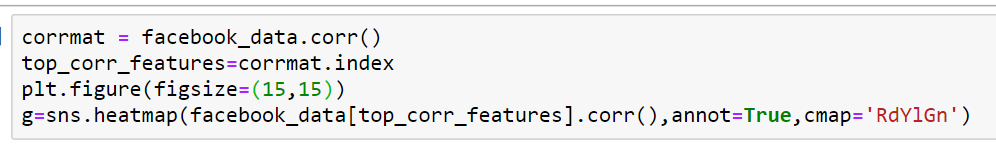 corrmat = facebook_data.corr()
top_corr_features=corrmat.index
plt.figure(figsize=(15,15))
g=sns.heatmap(facebook_data[top_corr_features].corr(),annot=True,cmap='RdYlGn')